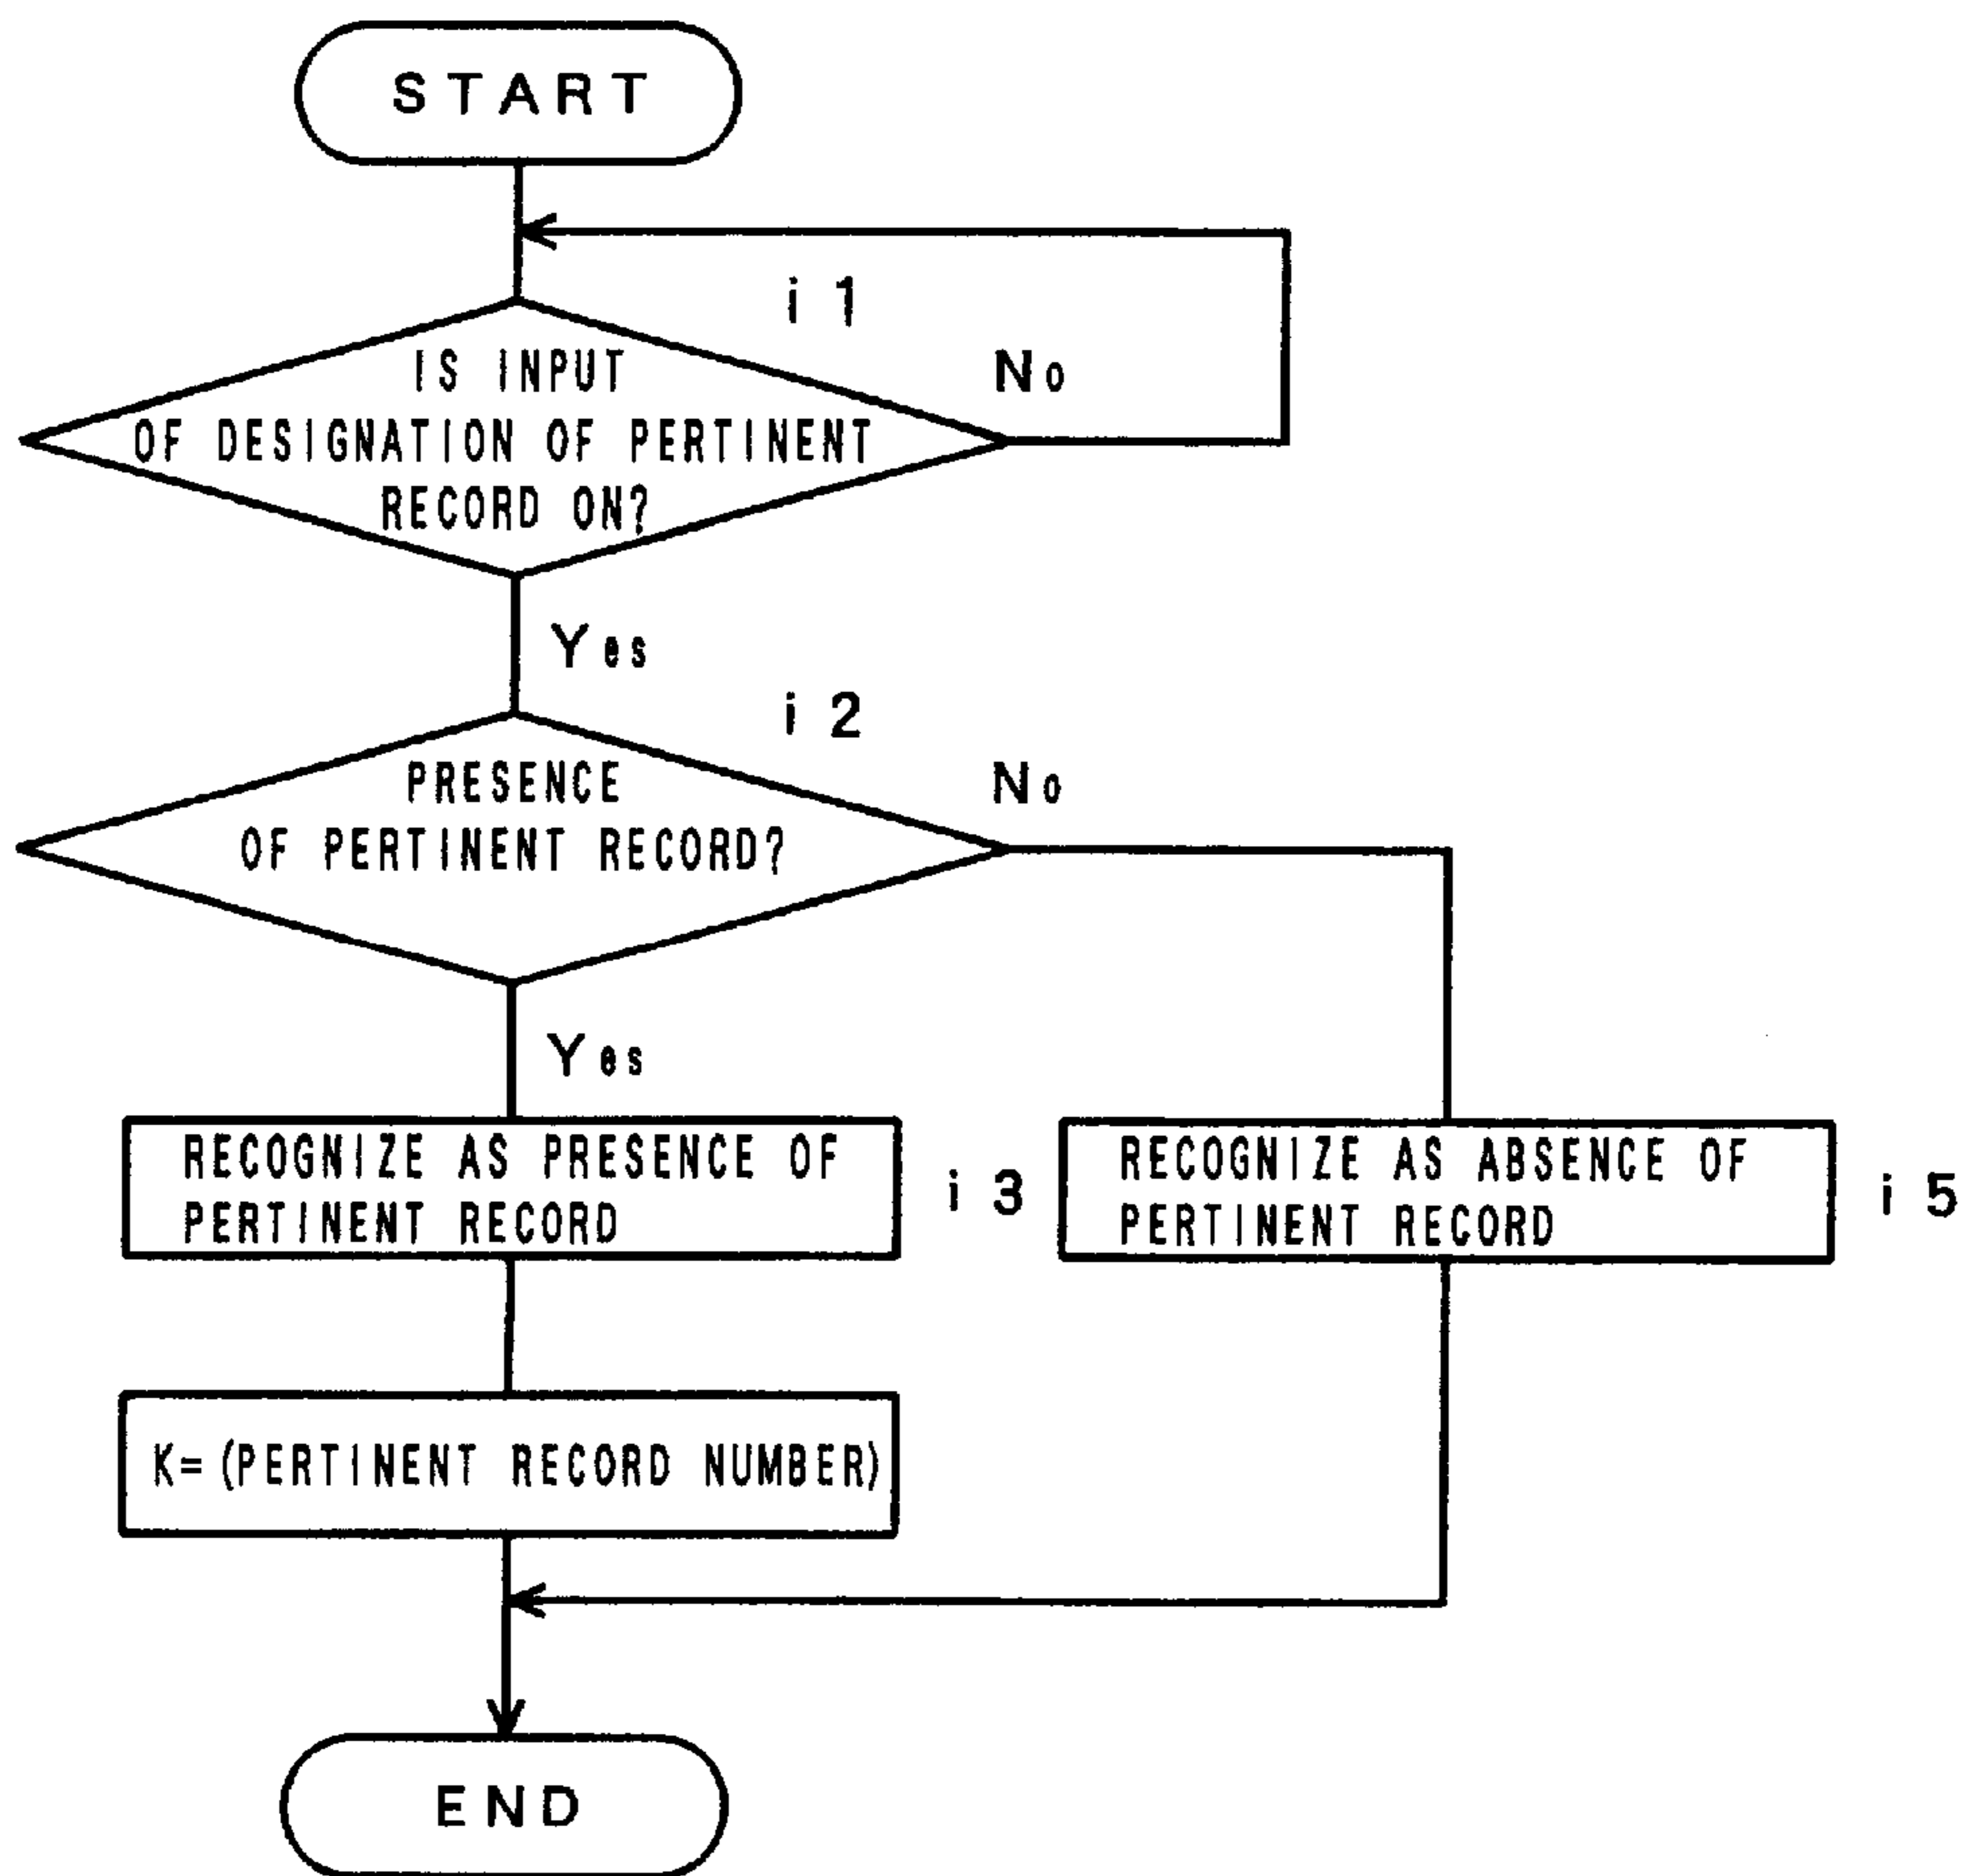 START
i 1
IS INPUT
OF DESIGNATION OF PERTINENT
RECORD ON?
No
Yes
i 2
PRESENCE
OF PERTINENT RECORD?
No
Yes
RECOGNIZE AS PRESENCE OF
PERTINENT RECORD
i 3
RECOGNIZE AS ABSENCE OF
PERTINENT RECORD
i 5
K=(PERTINENT RECORD NUMBER)
END